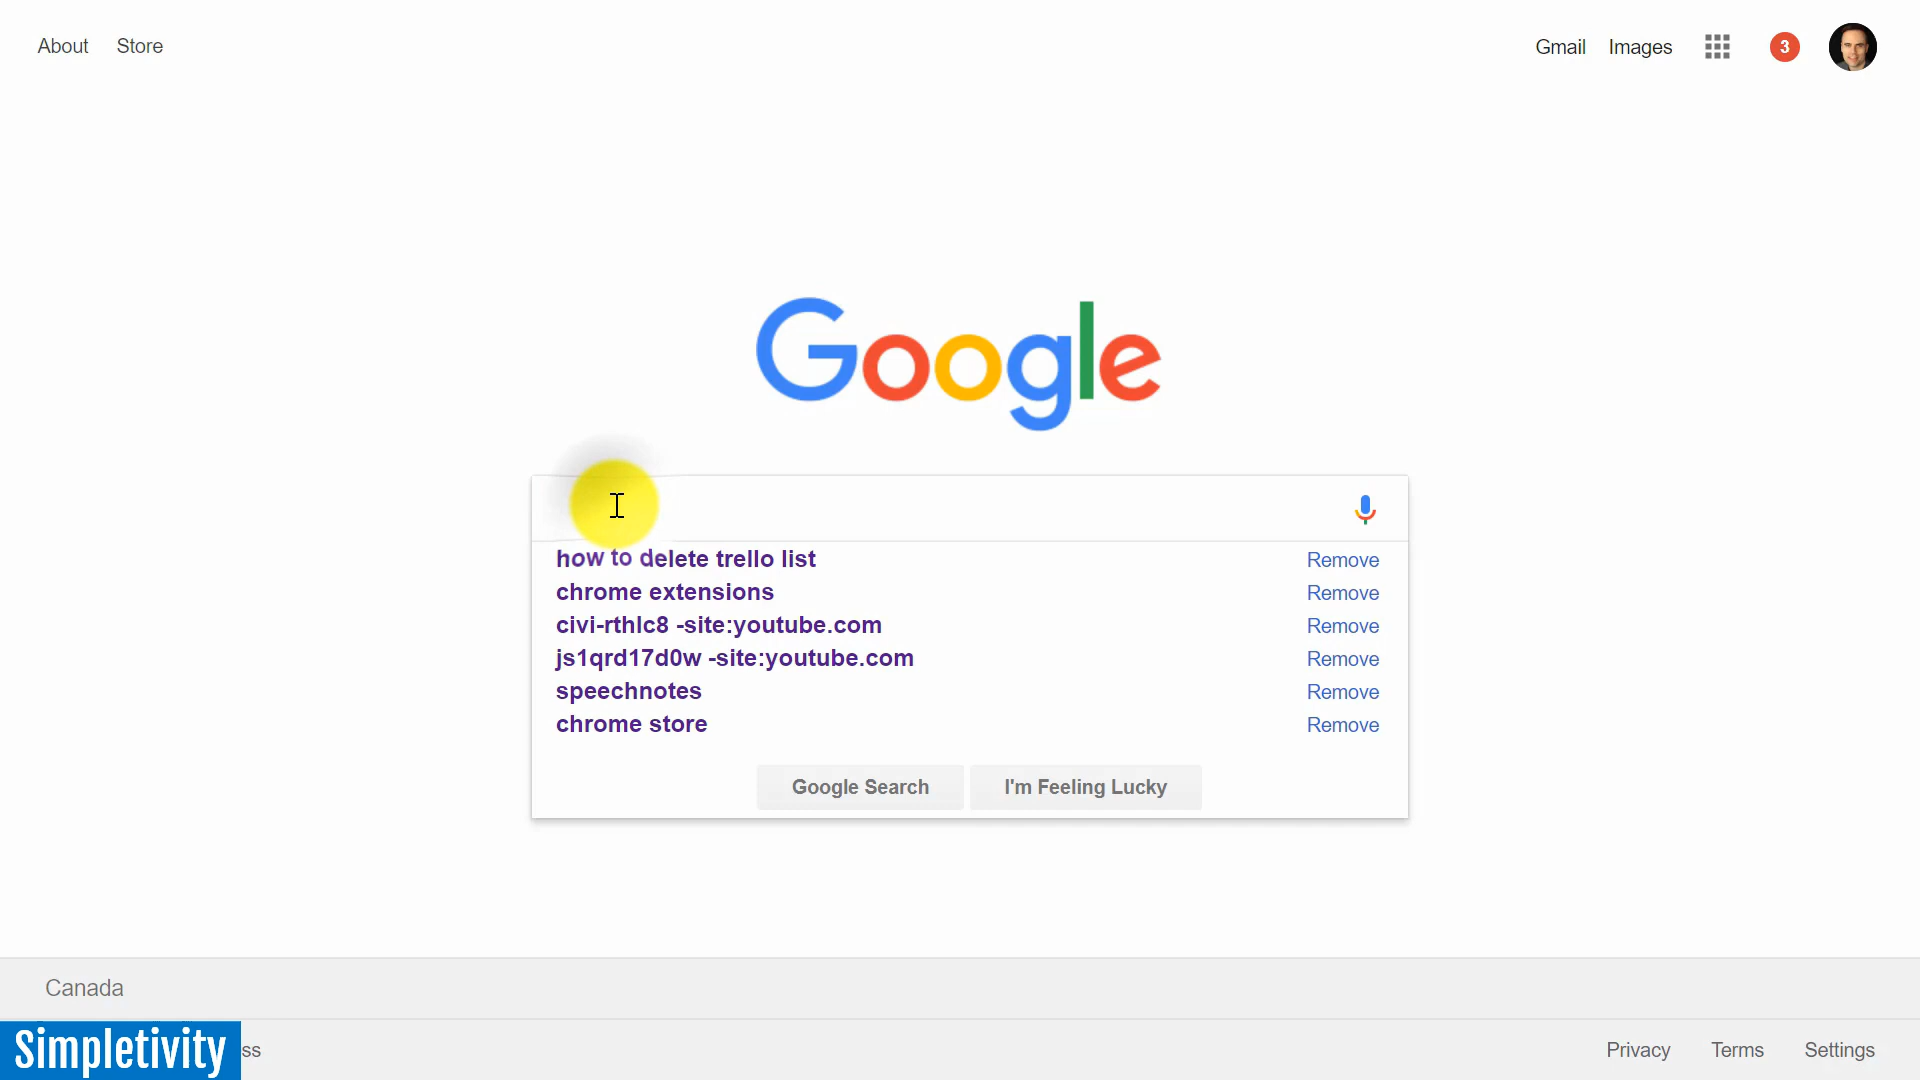 About Store
Gmail Images 3
Google
how to delete trello list Remove
chrome extensions Remove
civi-rthlc8 -site:youtube.com Remove
js1qrd17d0w -site:youtube.com Remove
speechnotes Remove
chrome store Remove
Google Search I'm Feeling Lucky
Canada
Simpletivity ss Privacy Terms Settings